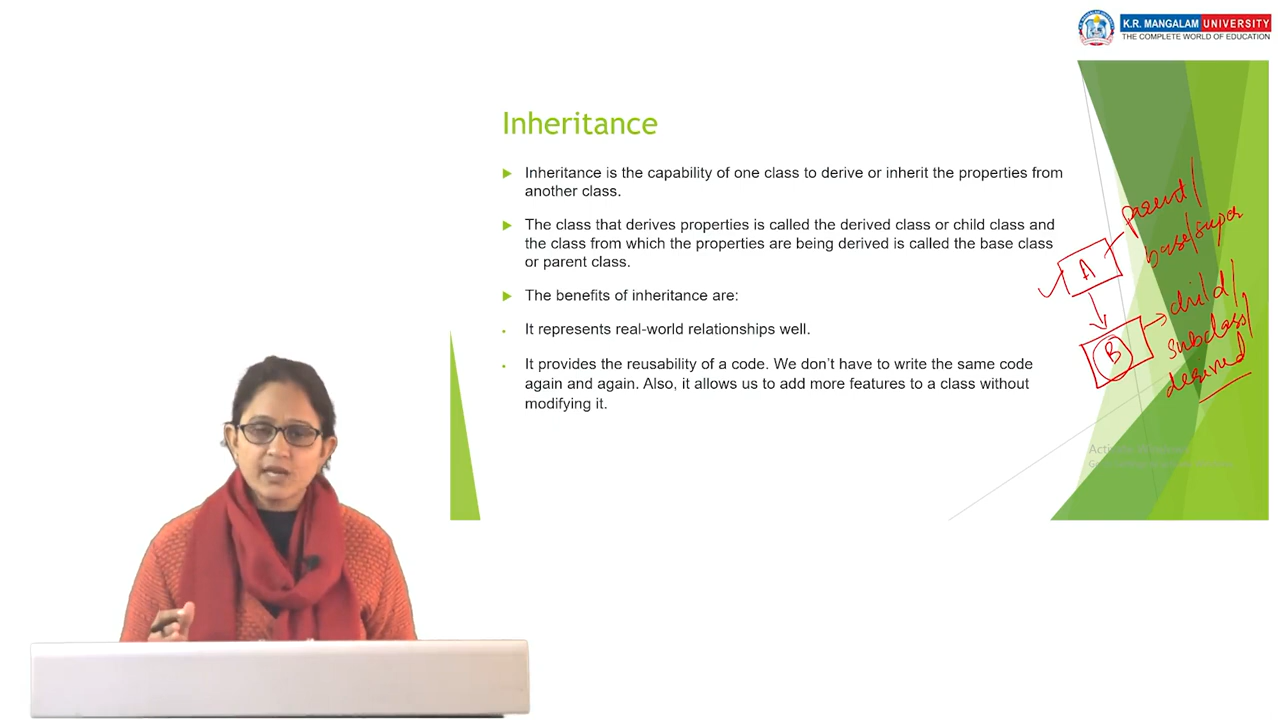 K.R. MANGALAM UNIVERSITY
THE COMPLETE WORLD OF EDUCATION
Inheritance
Inheritance is the capability of one class to derive or inherit the properties from
another class.
The class that derives properties is called the derived class or child class and
the class from which the properties are being derived is called the base class
or parent class.
The benefits of inheritance are:
It represents real-world relationships well.
It provides the reusability of a code. We don't have to write the same code
again and again. Also, it allows us to add more features to a class without
modifying it.
parent/
base/super
A
child/
subclass/
B
derived